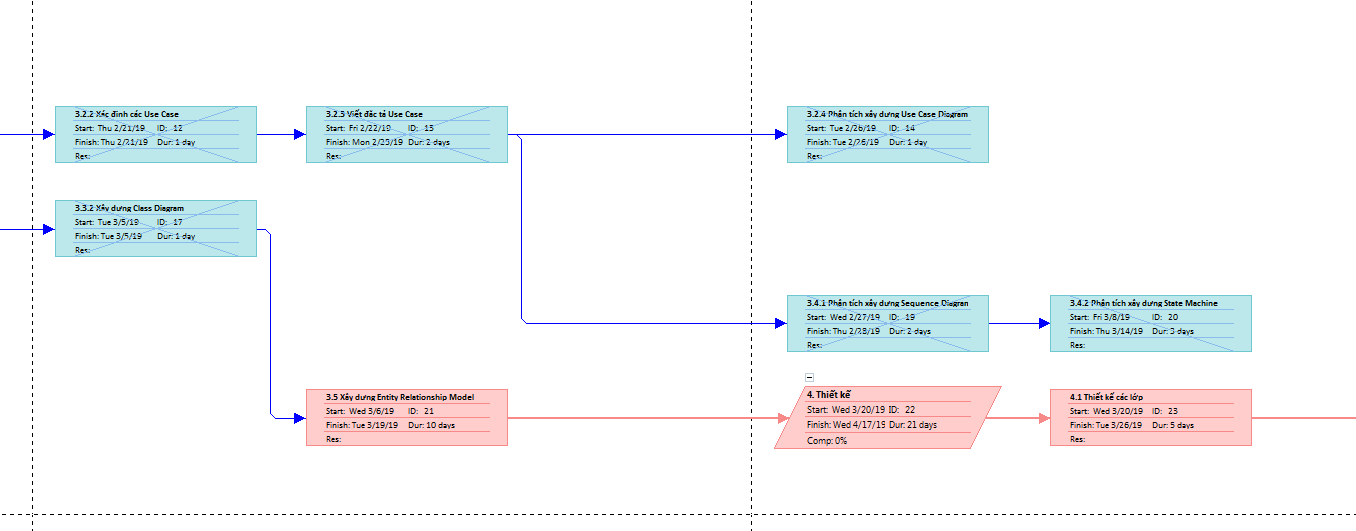 3.2.2 Xác định các Use Case
Start: Thu 2/21/19 ID: 12
Finish: Thu 2/21/19 Dur: 1 day
Res:
3.2.3 Viết đặc tả Use Case
Start: Fri 2/22/19 ID: 15
Finish: Mon 2/25/19 Dur: 2 days
Res:
3.2.4 Phân tích xây dựng Use Case Diagram
Start: Tue 2/26/19 ID: 14
Finish: Tue 2/26/19 Dur: 1 day
Res:
3.3.2 Xây dựng Class Diagram
Start: Tue 3/5/19 ID: 17
Finish: Tue 3/5/19 Dur: 1 day
Res:
3.4.1 Phân tích xây dựng Sequence Diagran
Start: Wed 2/27/19 ID: 19
Finish: Thu 2/28/19 Dur: 2 days
Res:
3.4.2 Phân tích xây dựng State Machine
Start: Fri 3/8/19 ID: 20
Finish: Thu 3/14/19 Dur: 5 days
Res:
3.5 Xây dựng Entity Relationship Model
Start: Wed 3/6/19 ID: 21
Finish: Tue 3/19/19 Dur: 10 days
Res:
4. Thiết kế
Start: Wed 3/20/19 ID: 22
Finish: Wed 4/17/19 Dur: 21 days
Comp: 0%
4.1 Thiết kế các lớp
Start: Wed 3/20/19 ID: 23
Finish: Tue 3/26/19 Dur: 5 days
Res: